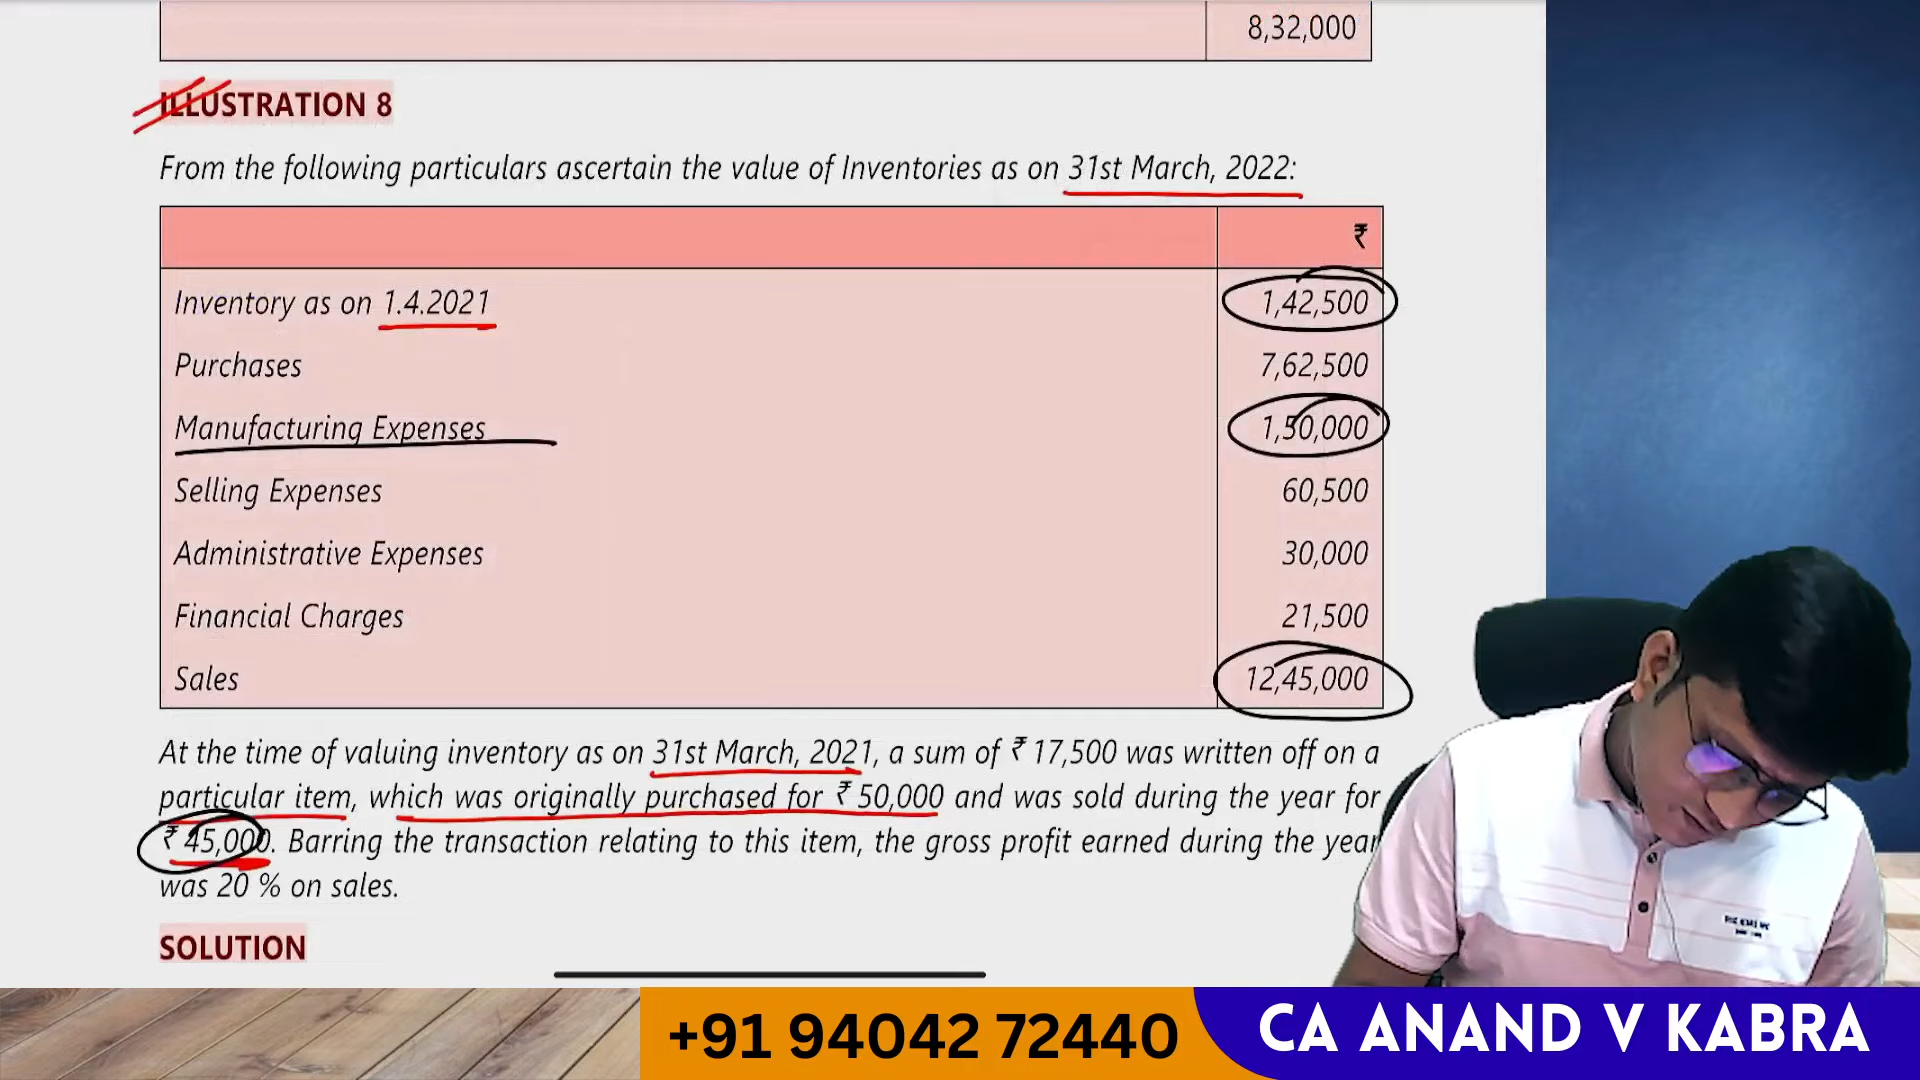 8,32,000
ILLUSTRATION 8
From the following particulars ascertain the value of Inventories as on 31st March, 2022:
₹
Inventory as on 1.4.2021 1,42,500
Purchases 7,62,500
Manufacturing Expenses 1,50,000
Selling Expenses 60,500
Administrative Expenses 30,000
Financial Charges 21,500
Sales 12,45,000
At the time of valuing inventory as on 31st March, 2021, a sum of ₹ 17,500 was written off on a
particular item, which was originally purchased for ₹ 50,000 and was sold during the year for
₹ 45,000. Barring the transaction relating to this item, the gross profit earned during the year
was 20 % on sales.
SOLUTION
+91 94042 72440
CA ANAND V KABRA